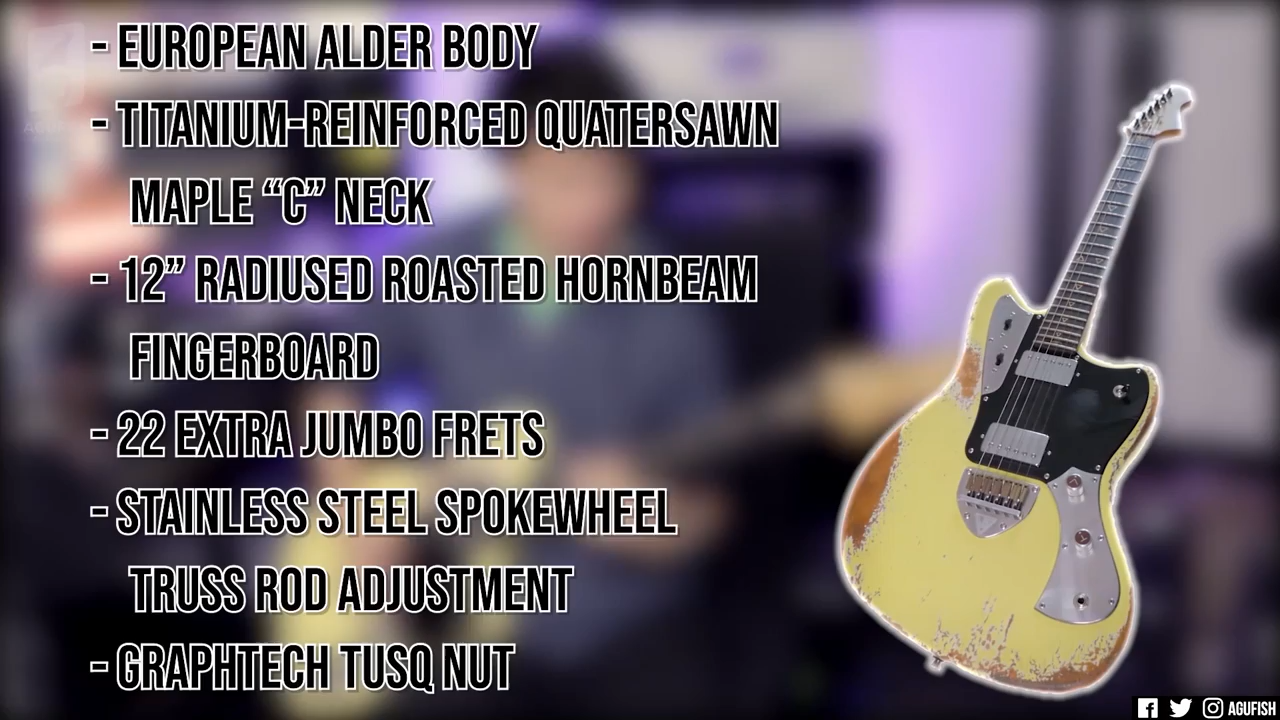 - EUROPEAN ALDER BODY
- TITANIUM-REINFORCED QUATERSAWN
MAPLE “C” NECK
- 12” RADIUSED ROASTED HORNBEAM
FINGERBOARD
- 22 EXTRA JUMBO FRETS
- STAINLESS STEEL SPOKEWHEEL
TRUSS ROD ADJUSTMENT
- GRAPHTECH TUSQ NUT
AGUFISH